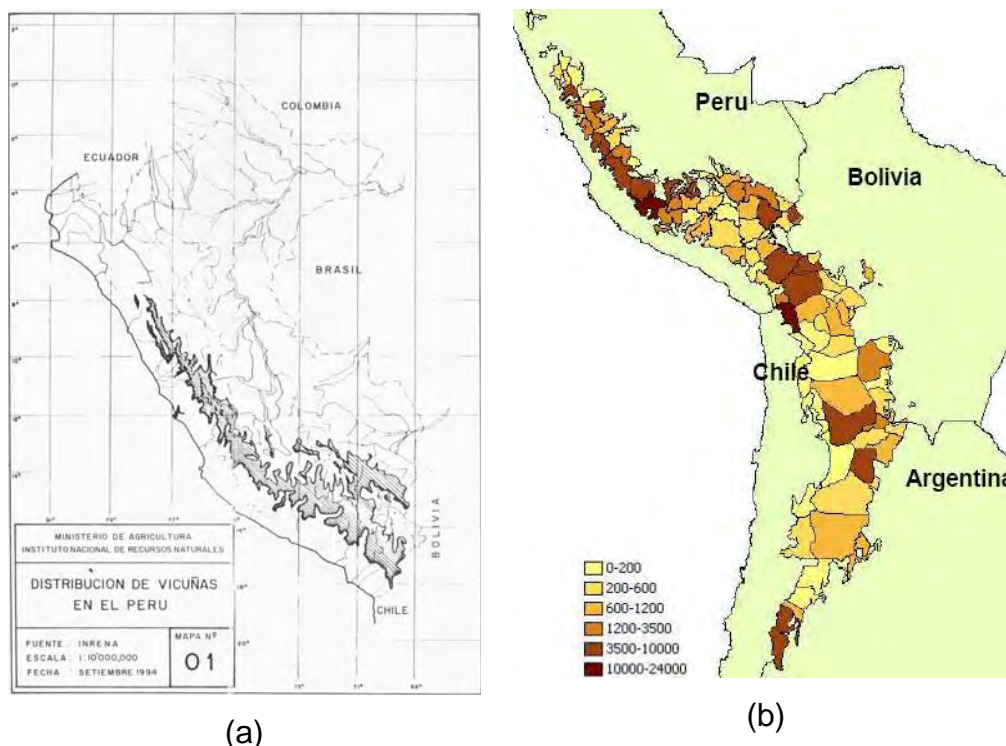 COLOMBIA
ECUADOR
BRASIL
BOLIVIA
CHILE
MINISTERIO DE AGRICULTURA
INSTITUTO NACIONAL DE RECURSOS NATURALES
DISTRIBUCION DE VICUÑAS
EN EL PERU
FUENTE : INRENA
ESCALA : 1:10'000,000
FECHA : SETIEMBRE 1994
MAPA Nº
01
(a)
Peru
Bolivia
Chile
Argentina
0-200
200-600
600-1200
1200-3500
3500-10000
10000-24000
(b)